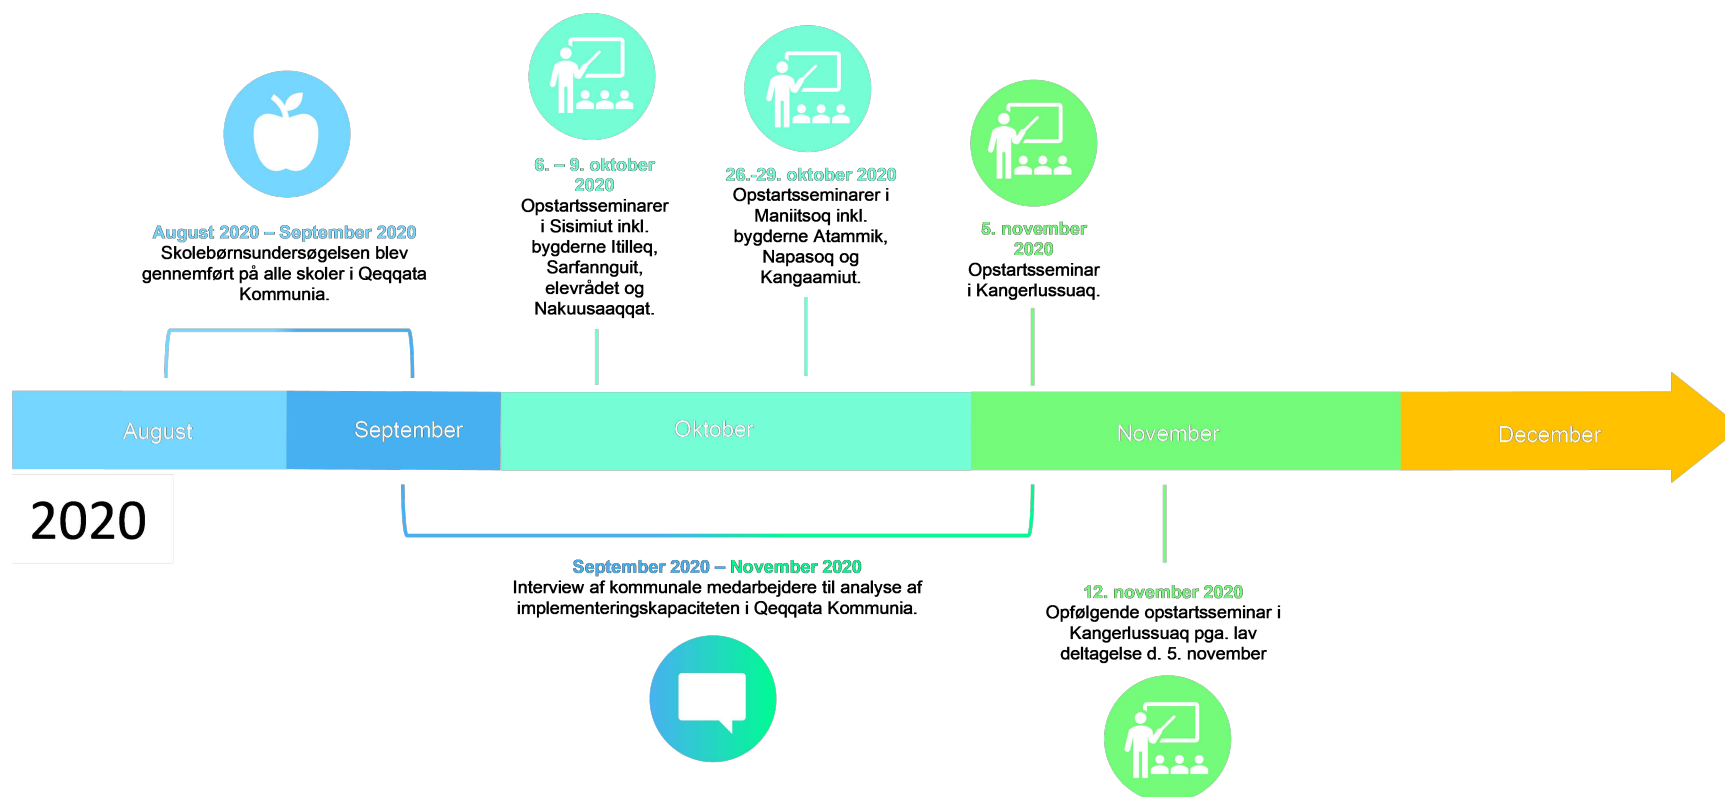 August 2020 – September 2020
Skolebørnsundersøgelsen blev
gennemført på alle skoler i Qeqqata
Kommunia.
6. – 9. oktober
2020
Opstartsseminarer
i Sisimiut inkl.
bygderne Itilleq,
Sarfannguit,
elevrådet og
Nakuusaaqqat.
26.-29. oktober 2020
Opstartsseminarer i
Maniitsoq inkl.
bygderne Atammik,
Napasoq og
Kangaamiut.
5. november
2020
Opstartsseminar
i Kangerlussuaq.
August
September
Oktober
November
December
2020
September 2020 – November 2020
Interview af kommunale medarbejdere til analyse af
implementeringskapaciteten i Qeqqata Kommunia.
12. november 2020
Opfølgende opstartsseminar i
Kangerlussuaq pga. lav
deltagelse d. 5. november